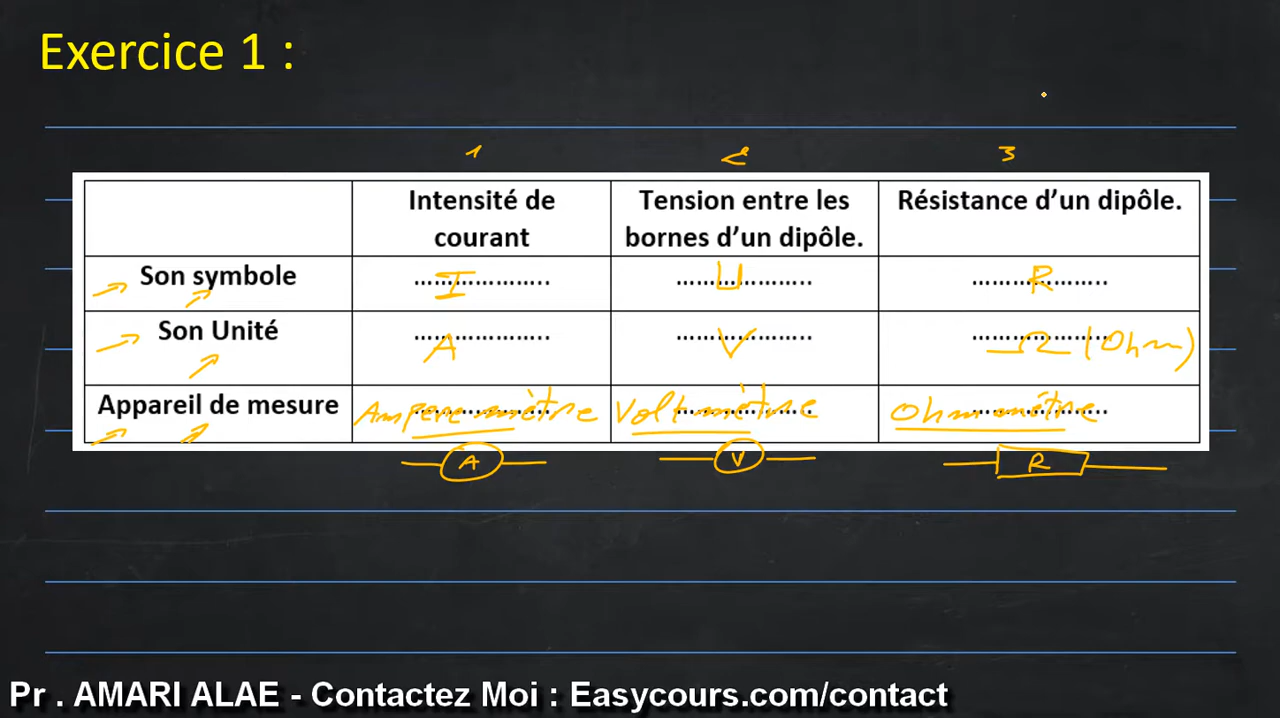 Exercice 1 :
1 2 3
Intensité de courant
Tension entre les bornes d'un dipôle.
Résistance d'un dipôle.
Son symbole
I
U
R
Son Unité
A
V
Ω (Ohm)
Appareil de mesure
Ampèremètre
Voltmètre
Ohmmètre
A V R
Pr . AMARI ALAE - Contactez Moi : Easycours.com/contact